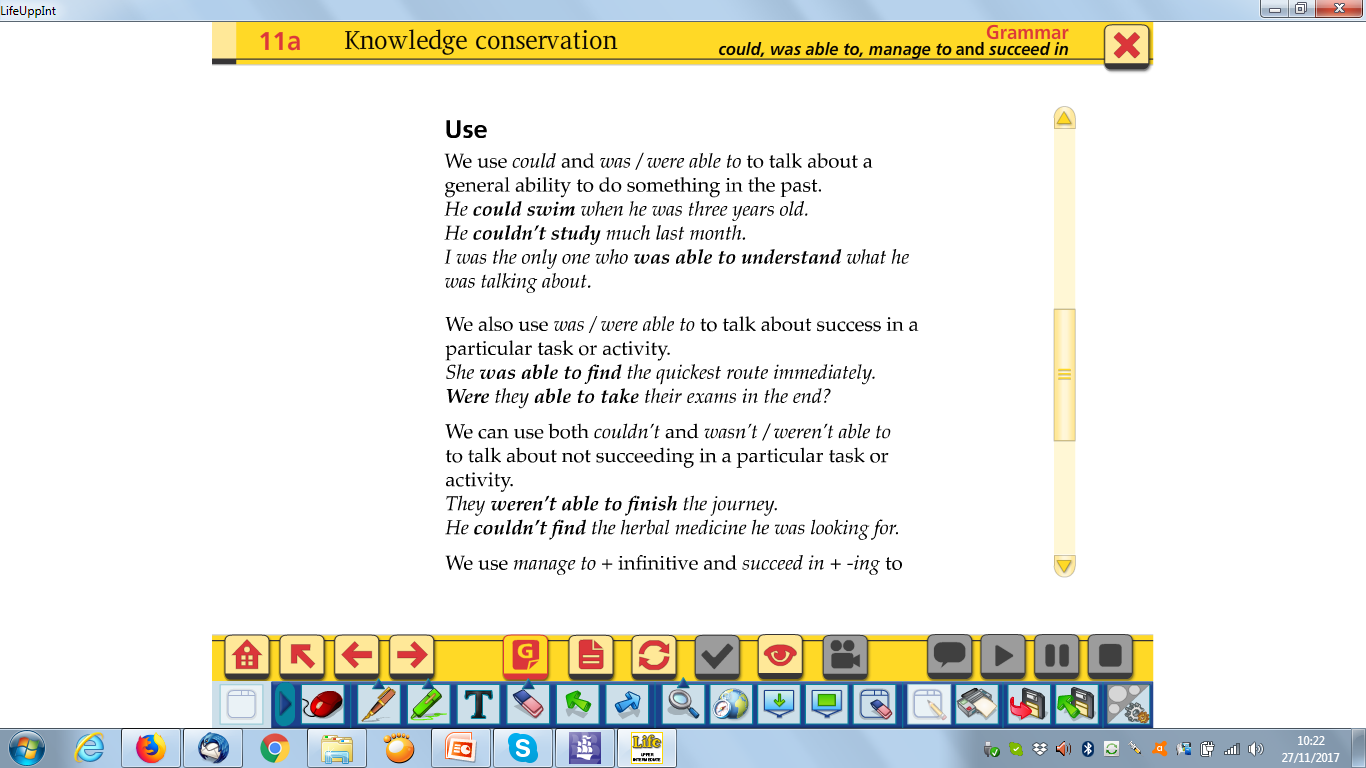 LifeUppInt
11a Knowledge conservation
Grammar
could, was able to, manage to and succeed in
Use
We use could and was / were able to to talk about a
general ability to do something in the past.
He could swim when he was three years old.
He couldn't study much last month.
I was the only one who was able to understand what he
was talking about.
We also use was / were able to to talk about success in a
particular task or activity.
She was able to find the quickest route immediately.
Were they able to take their exams in the end?
We can use both couldn't and wasn't / weren't able to
to talk about not succeeding in a particular task or
activity.
They weren't able to finish the journey.
He couldn't find the herbal medicine he was looking for.
We use manage to + infinitive and succeed in + -ing to
G
T
Life
UPPER
INTERMEDIATE
10:22
27/11/2017